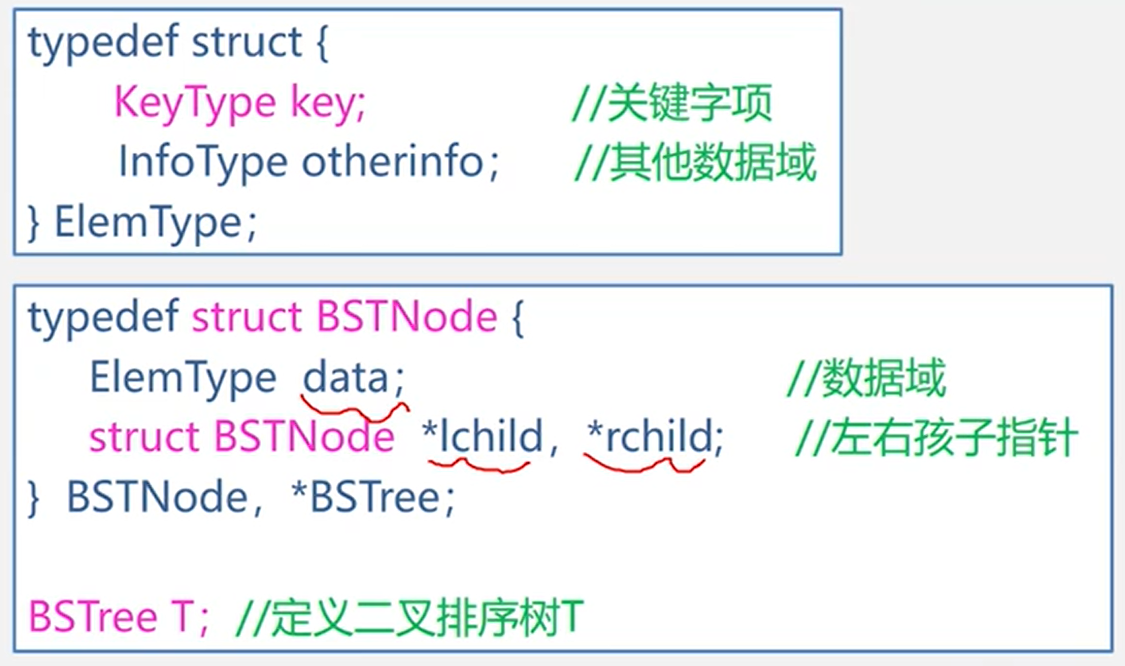 typedef struct {
KeyType key; //关键字项
InfoType otherinfo; //其他数据域
} ElemType;
typedef struct BSTNode {
ElemType data; //数据域
struct BSTNode *lchild, *rchild; //左右孩子指针
} BSTNode, *BSTree;
BSTree T; //定义二叉排序树T